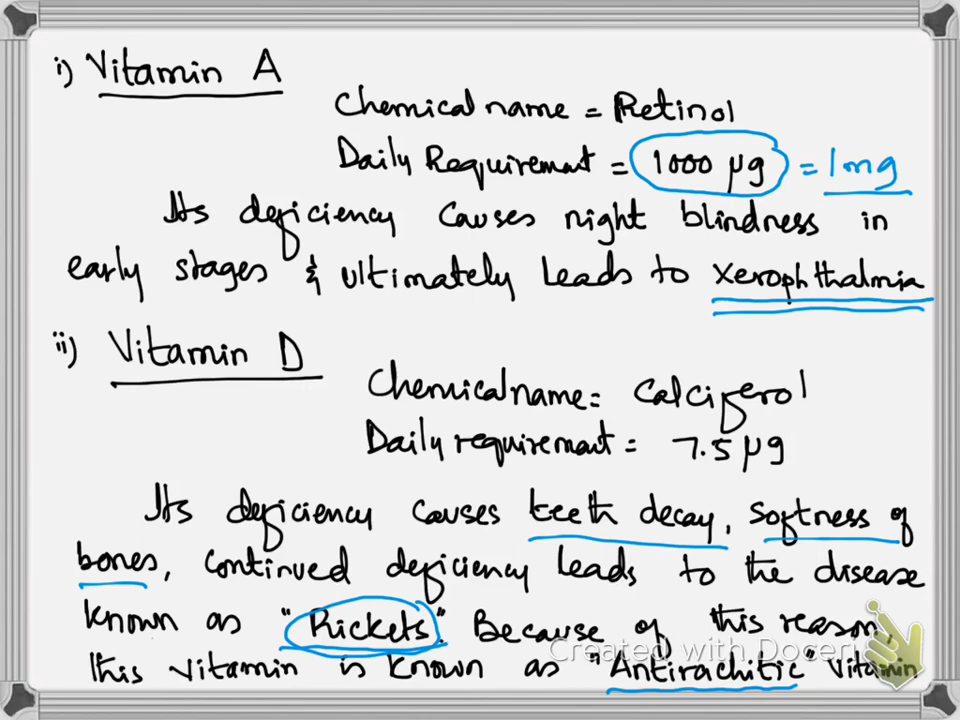 i) Vitamin A
Chemical name = Retinol
Daily Requirement = 1000 µg = 1mg
Its deficiency causes night blindness in
early stages & ultimately leads to xerophthalmia
ii) Vitamin D
Chemical name = Calciferol
Daily requirement = 7.5 µg
Its deficiency causes teeth decay, Softness of
bones, continued deficiency leads to the disease
known as "Rickets". Because of this reason,
this vitamin is known as "Antirachitic" Vitamin
Created with Doceri